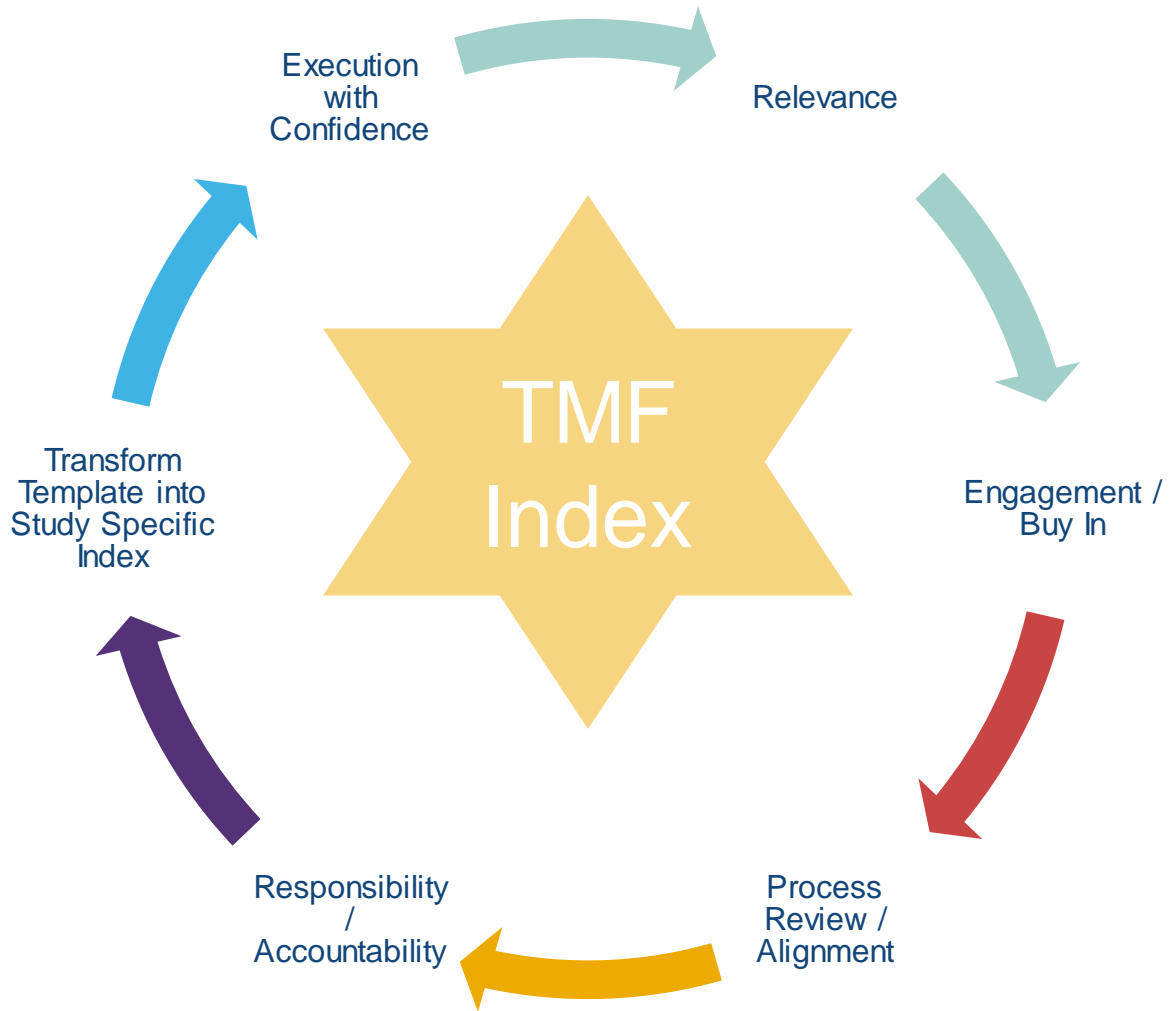 Execution
with
Confidence
Relevance
Engagement /
Buy In
Process
Review /
Alignment
Responsibility
/
Accountability
Transform
Template into
Study Specific
Index
TMF
Index